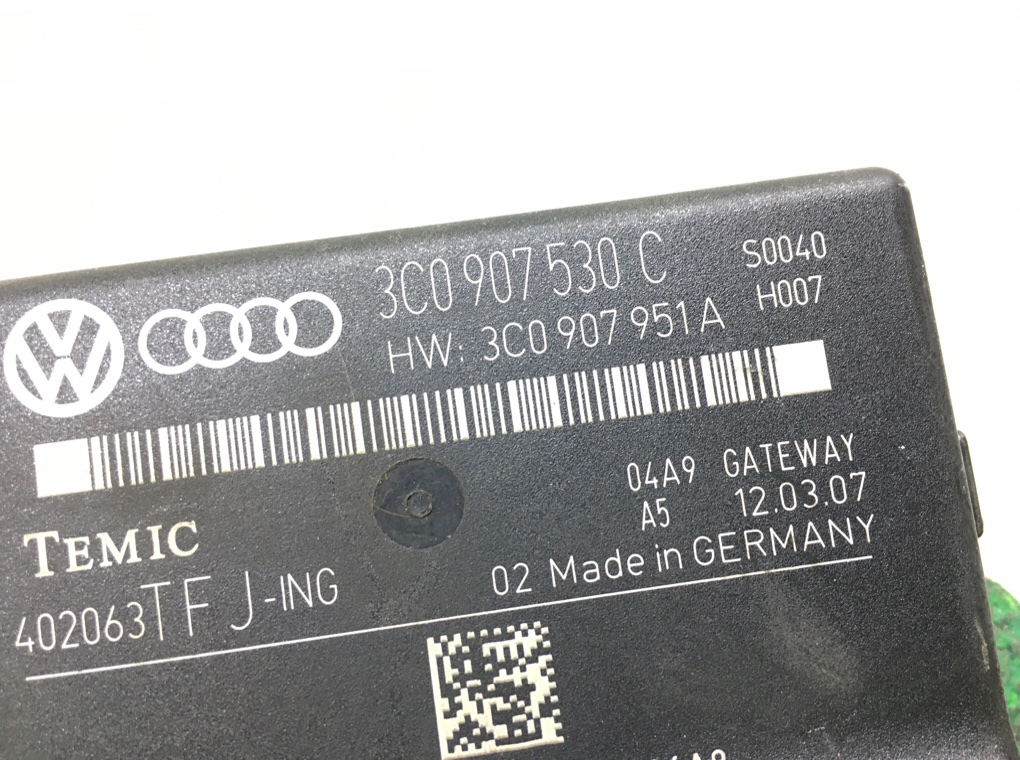 3C0 907 530 C
S0040
HW: 3C0 907 951 A
H007
04A9 GATEWAY
A5 12.03.07
TEMIC
402063TFJ-ING
02 Made in GERMANY